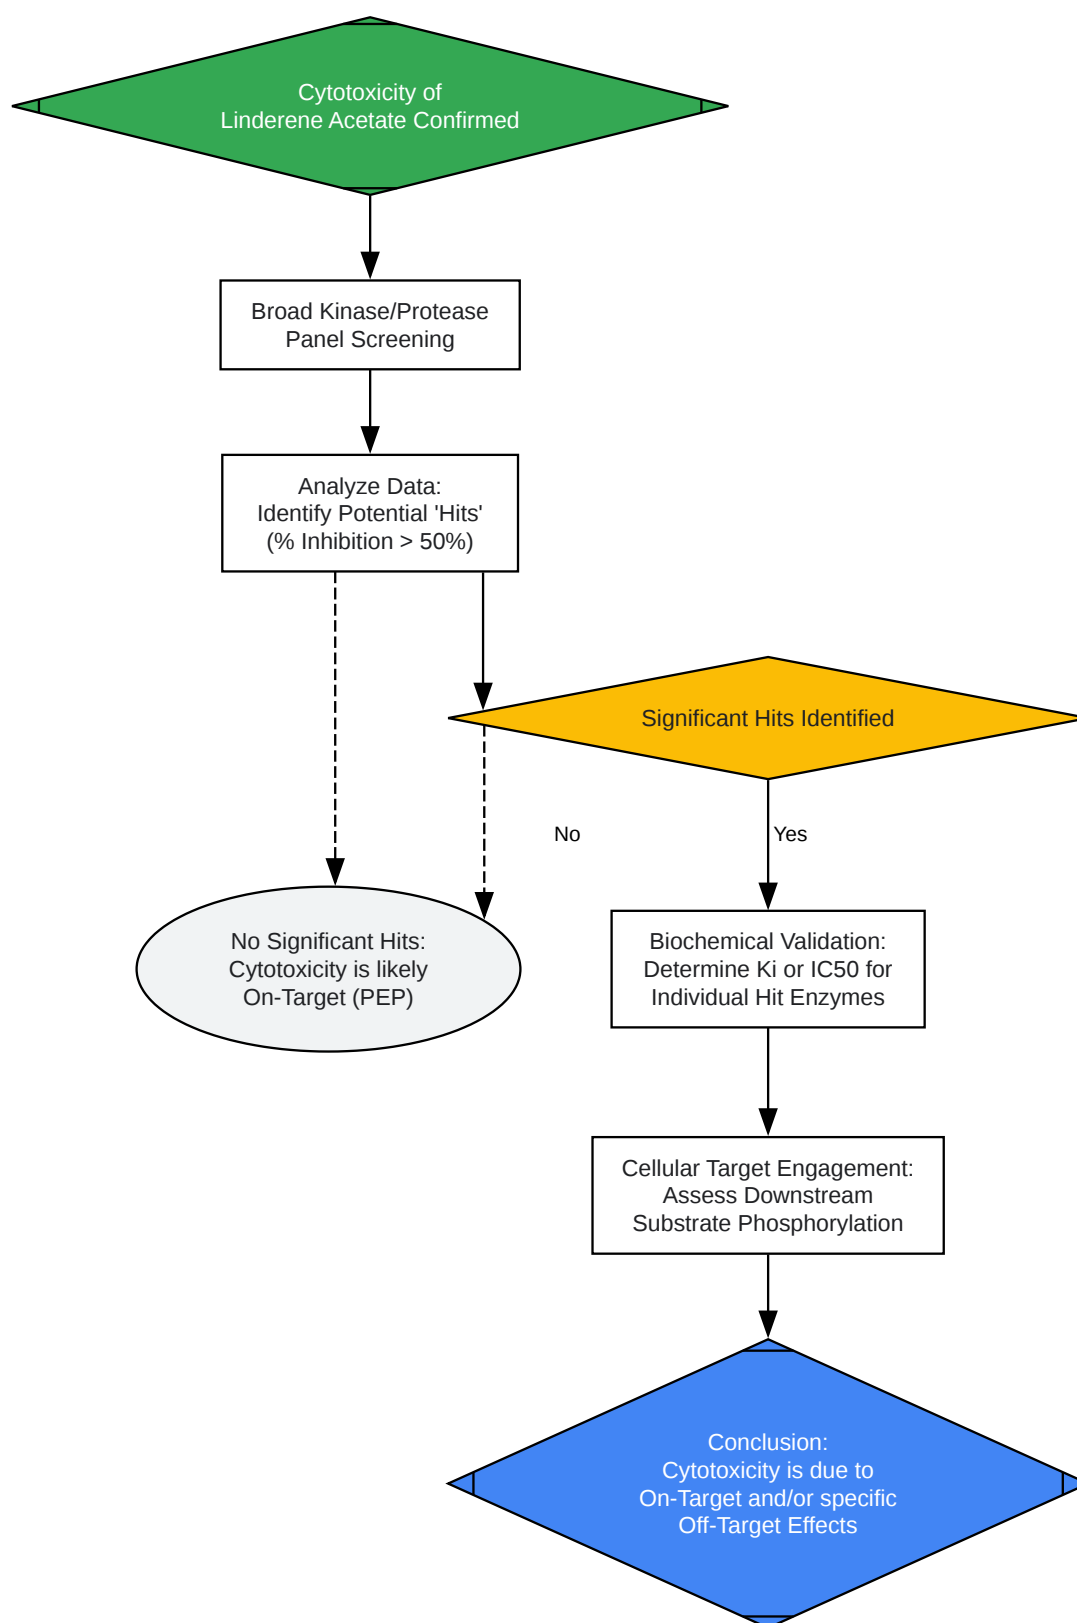 Cytotoxicity of
Linderene Acetate Confirmed
Broad Kinase/Protease
Panel Screening
Analyze Data:
Identify Potential 'Hits'
(% Inhibition > 50%)
Significant Hits Identified
No
Yes
No Significant Hits:
Cytotoxicity is likely
On-Target (PEP)
Biochemical Validation:
Determine Ki or IC50 for
Individual Hit Enzymes
Cellular Target Engagement:
Assess Downstream
Substrate Phosphorylation
Conclusion:
Cytotoxicity is due to
On-Target and/or specific
Off-Target Effects